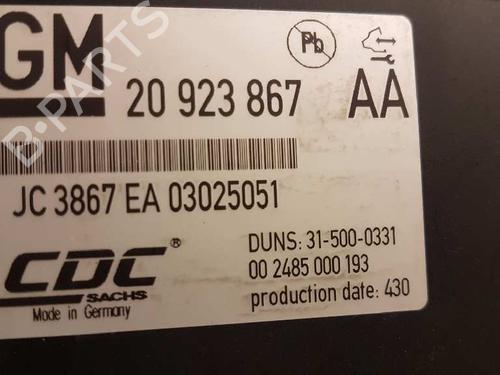 GM
Pb
20 923 867 AA
JC 3867 EA 03025051
CDC®
SACHS
Made in Germany
DUNS: 31-500-0331
00 2485 000 193
production date: 430
B-PARTS